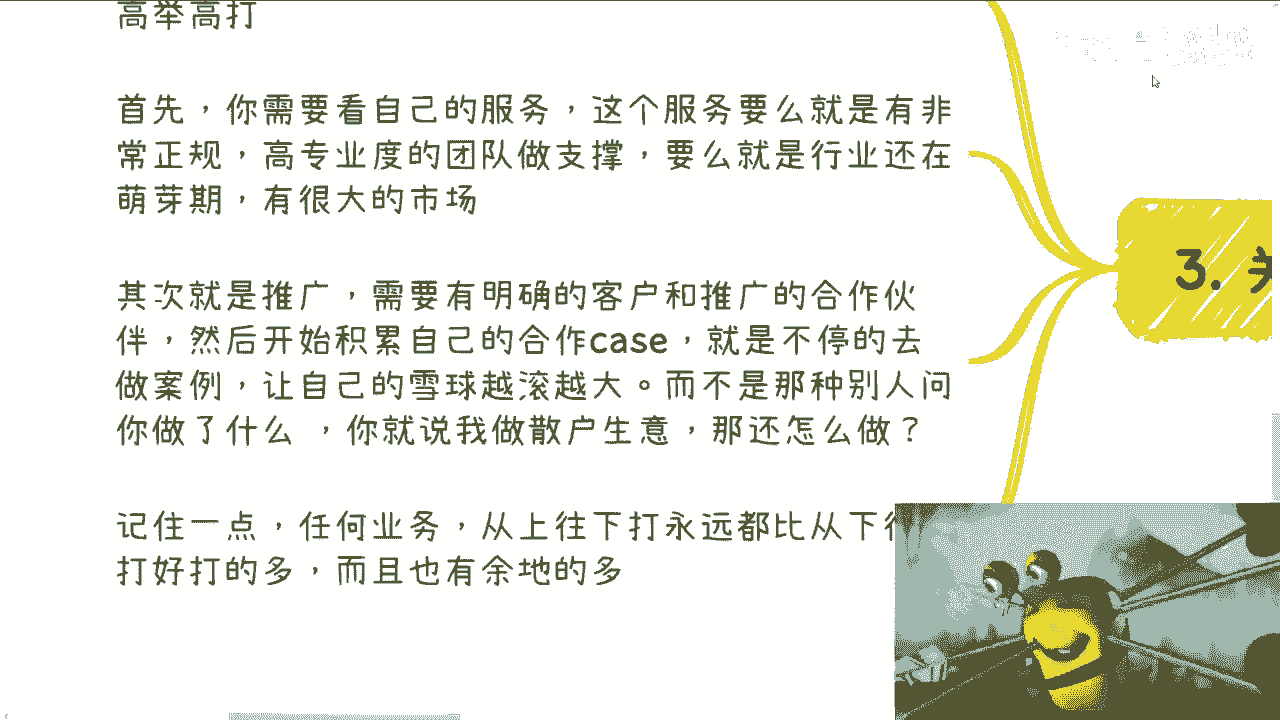 高举高打
首先，你需要看自己的服务，这个服务要么就是有非
常正规，高专业度的团队做支撑，要么就是行业还在
萌芽期，有很大的市场
其次就是推广，需要有明确的客户和推广的合作伙
伴，然后开始积累自己的合作case，就是不停的去
做案例，让自己的雪球越滚越大。而不是那种别人问
你做了什么 ，你就说我做散户生意，那还怎么做？
记住一点，任何业务，从上往下打永远都比从下往
打好打的多，而且也有余地的多
3. 关